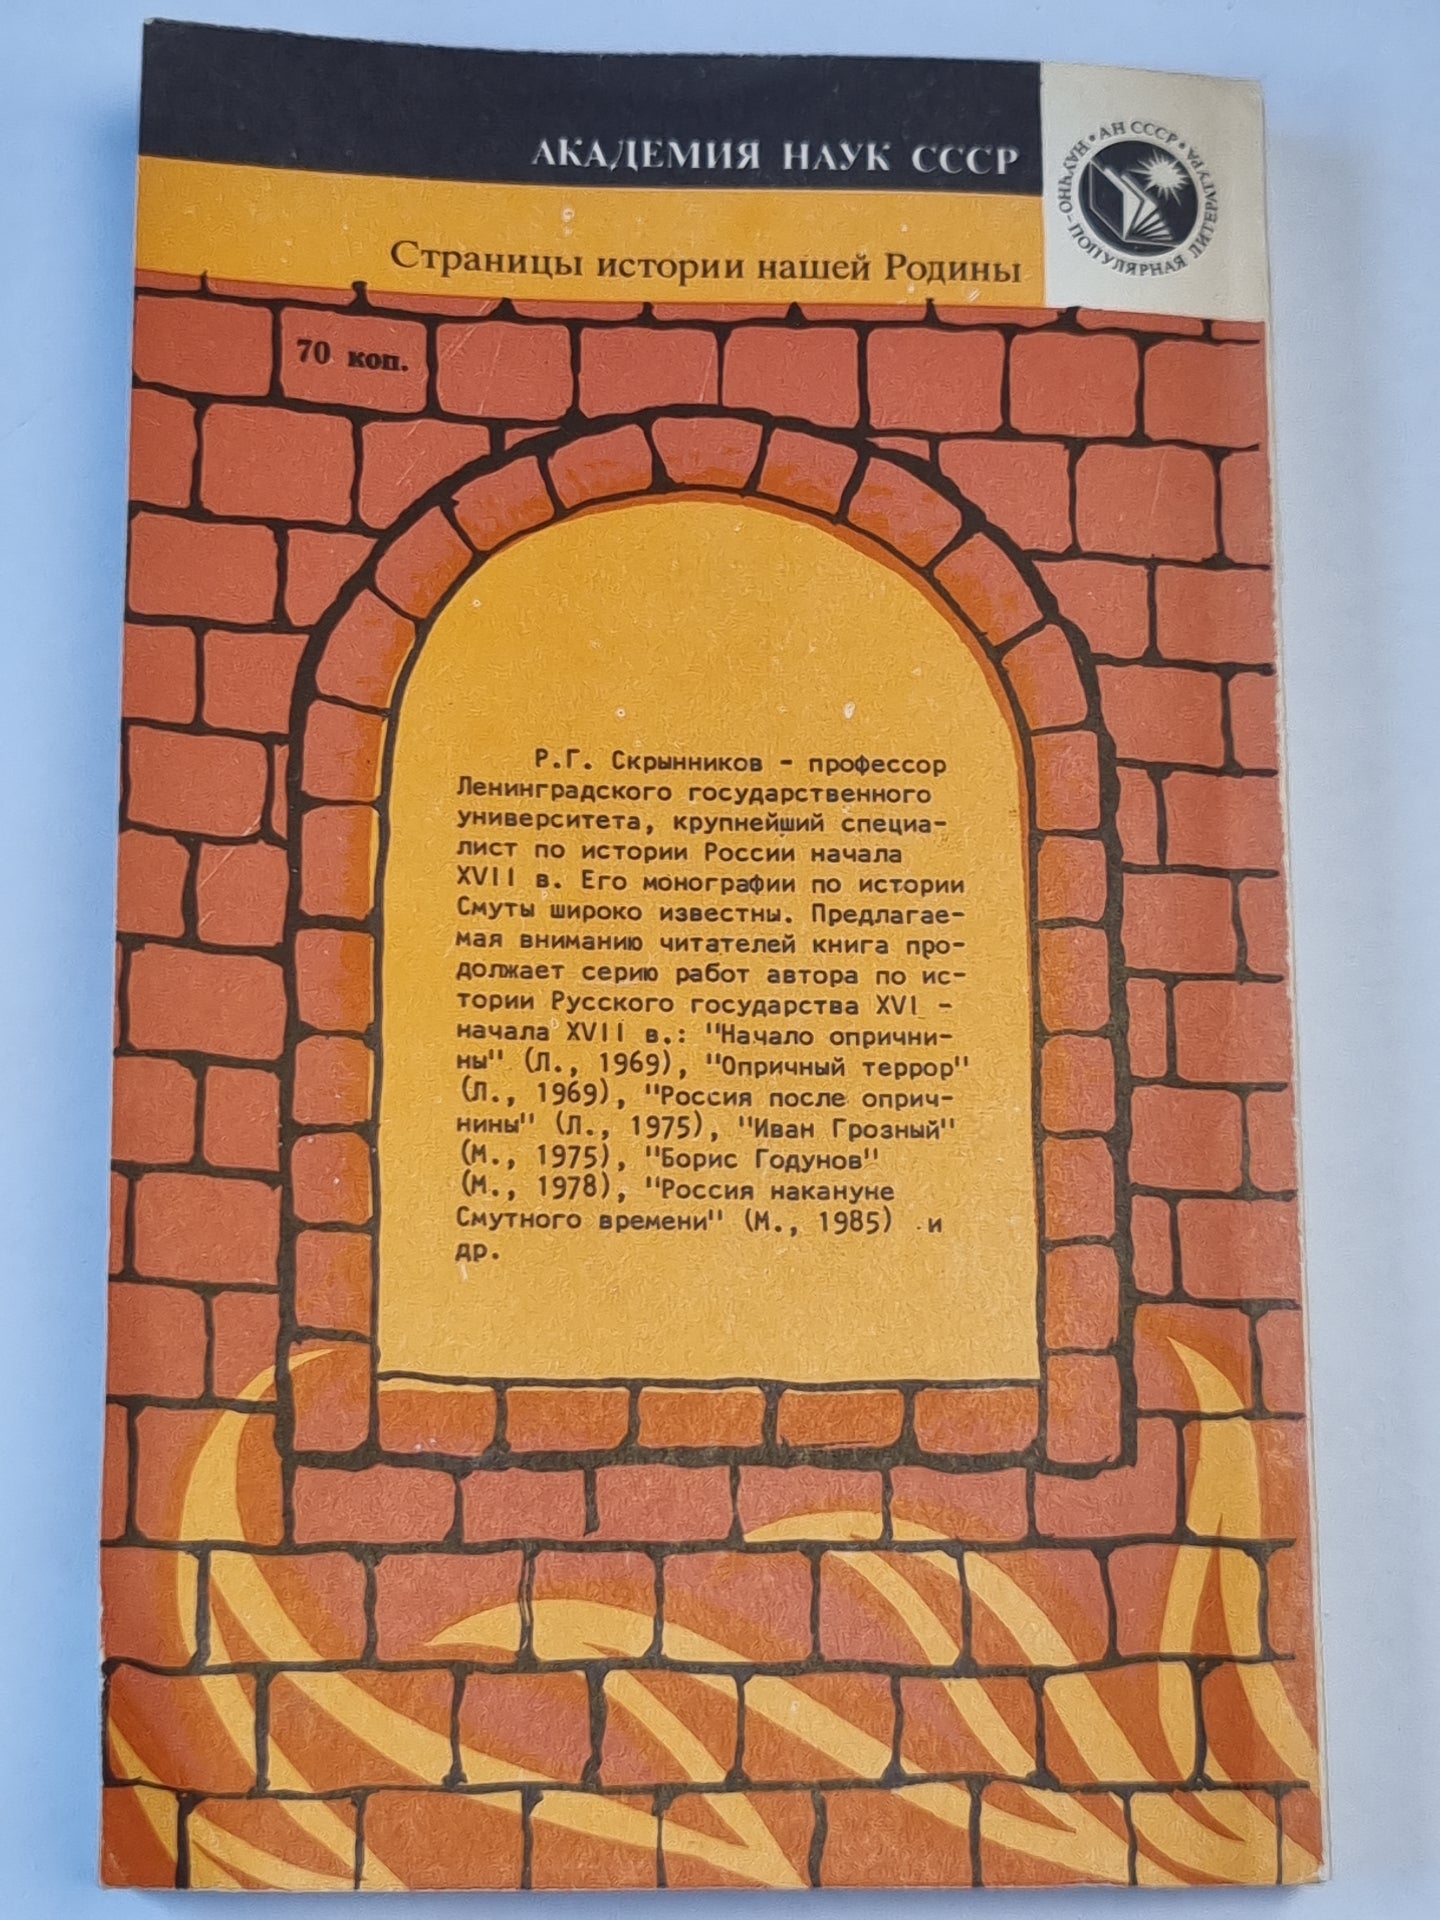 АКАДЕМИЯ НАУК СССР
НАУЧНО-ПОПУЛЯРНАЯ ЛИТЕРАТУРА • АН СССР •
Страницы истории нашей Родины
70 коп.
Р.Г. Скрынников - профессор
Ленинградского государственного
университета, крупнейший специа-
лист по истории России начала
XVII в. Его монографии по истории
Смуты широко известны. Предлагае-
мая вниманию читателей книга про-
должает серию работ автора по ис-
тории Русского государства XVI -
начала XVII в.: "Начало опрични-
ны" (Л., 1969), "Опричный террор"
(Л., 1969), "Россия после оприч-
нины" (Л., 1975), "Иван Грозный"
(М., 1975), "Борис Годунов"
(М., 1978), "Россия накануне
Смутного времени" (М., 1985) и
др.